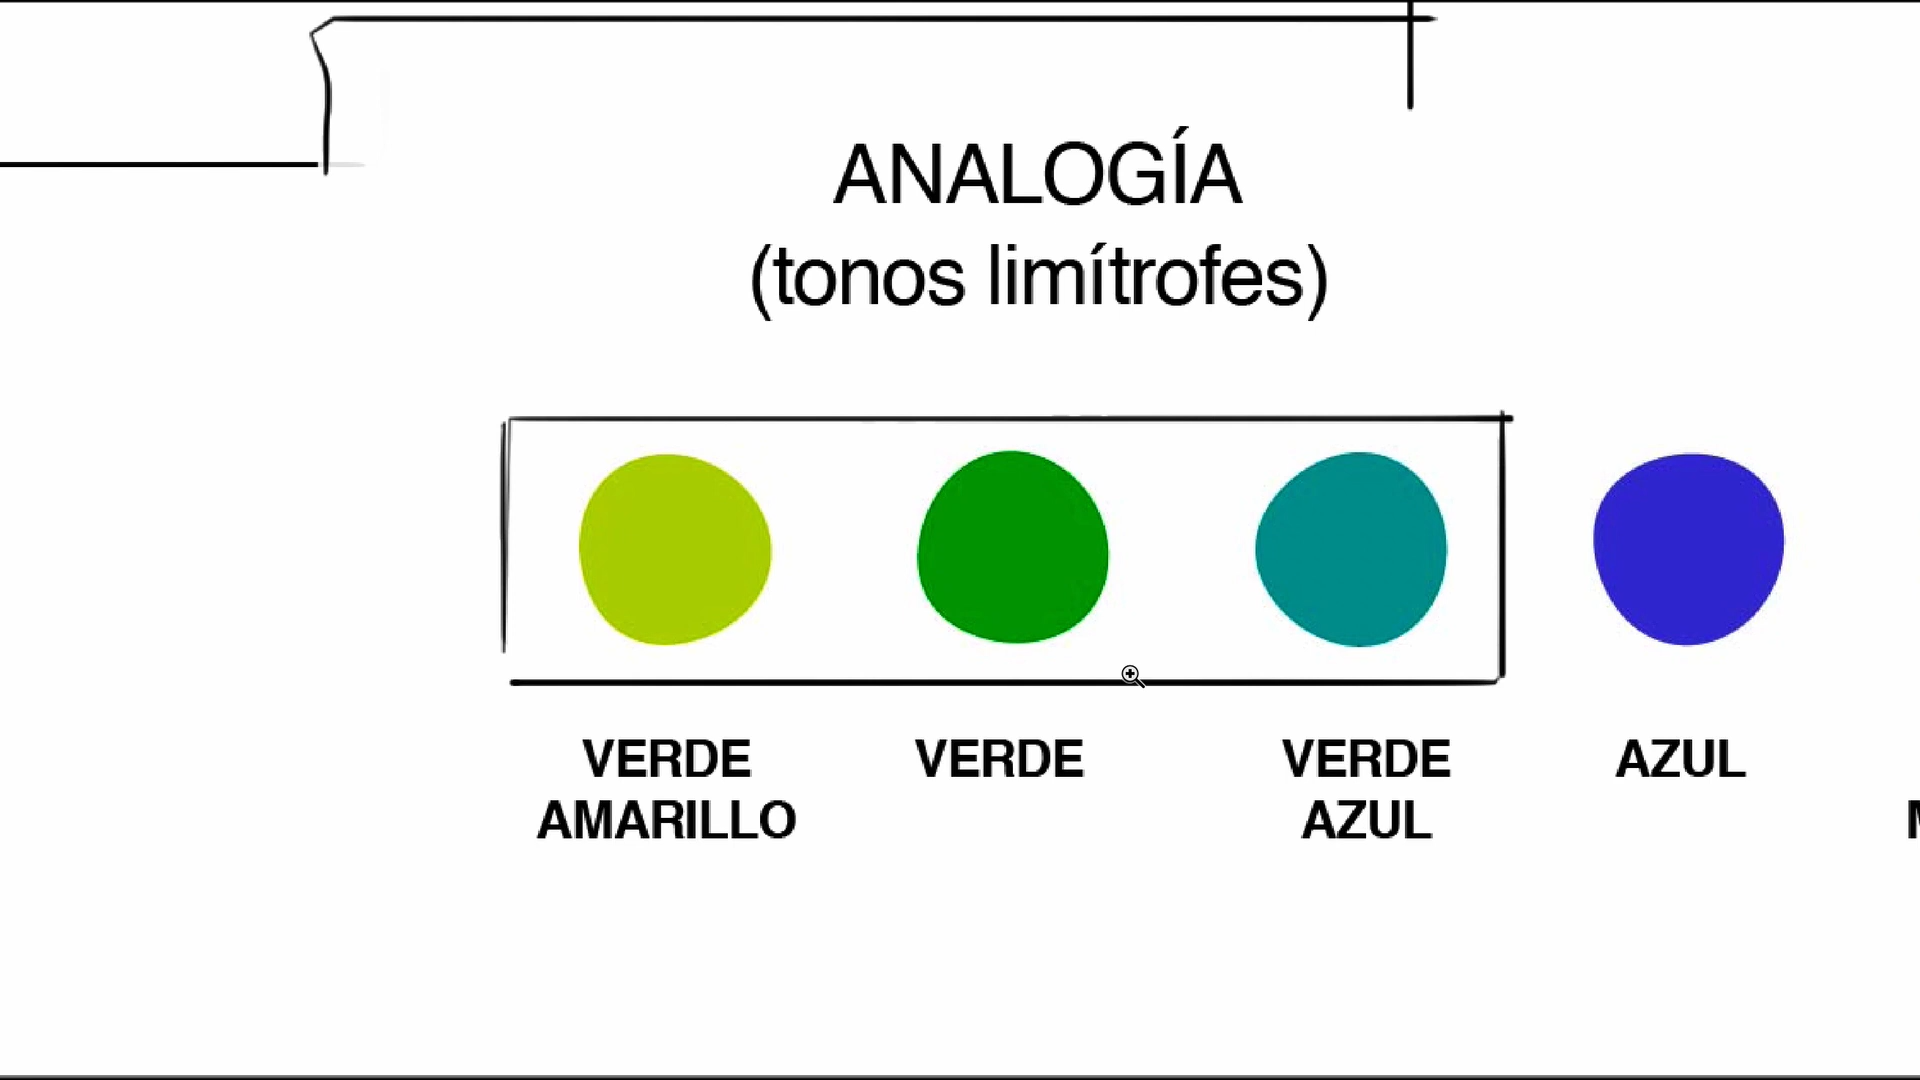 ANALOGÍA
(tonos limítrofes)
VERDE AMARILLO
VERDE
VERDE AZUL
AZUL